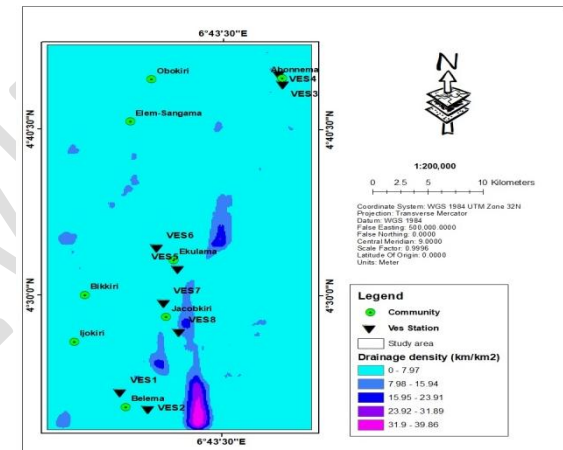 6°43'30"E
Obokiri
Abonnema
VES4
VES3
Elem-Sangama
4°40'30"N
4°40'30"N
VES6
Ekulama
VES5
VES7
4°30'0"N
4°30'0"N
Bikkiri
Jacobkiri
VES8
Ijokiri
VES1
Belema
VES2
6°43'30"E
N
1:200,000
0 2.5 5 10 Kilometers
Coordinate System: WGS 1984 UTM Zone 32N
Projection: Transverse Mercator
Datum: WGS 1984
False Easting: 500,000.0000
False Northing: 0.0000
Central Meridian: 9.0000
Scale Factor: 0.9996
Latitude Of Origin: 0.0000
Units: Meter
Legend
Community
Ves Station
Study area
Drainage density (km/km2)
0 - 7.97
7.98 - 15.94
15.95 - 23.91
23.92 - 31.89
31.9 - 39.86